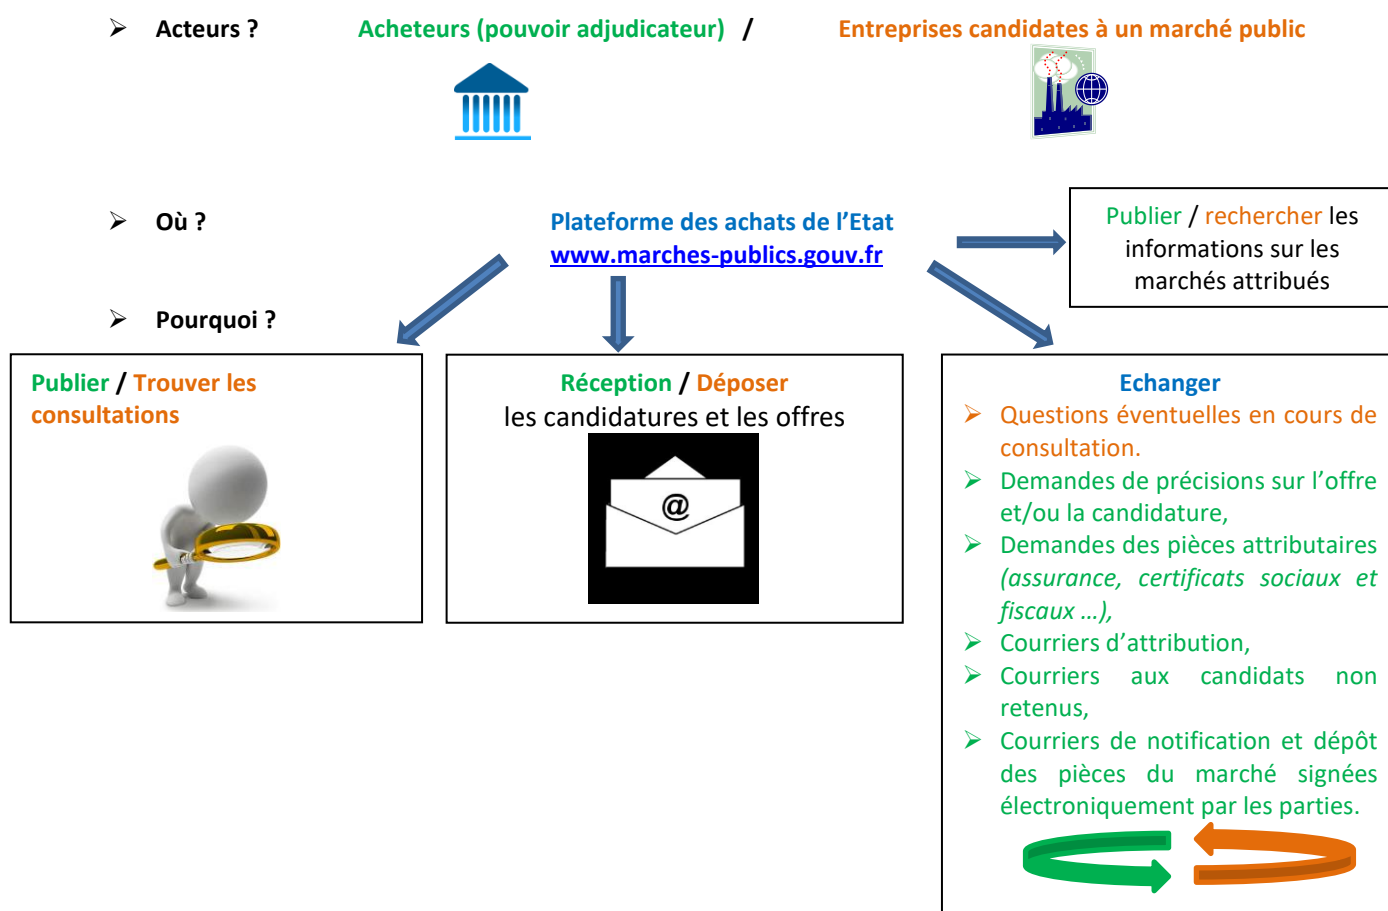 ➢ Acteurs ? Acheteurs (pouvoir adjudicateur) / Entreprises candidates à un marché public
➢ Où ? Plateforme des achats de l'Etat
www.marches-publics.gouv.fr
Publier / rechercher les
informations sur les
marchés attribués
➢ Pourquoi ?
Publier / Trouver les
consultations
Réception / Déposer
les candidatures et les offres
@
Echanger
➢ Questions éventuelles en cours de
consultation.
➢ Demandes de précisions sur l'offre
et/ou la candidature,
➢ Demandes des pièces attributaires
(assurance, certificats sociaux et
fiscaux …),
➢ Courriers d'attribution,
➢ Courriers aux candidats non
retenus,
➢ Courriers de notification et dépôt
des pièces du marché signées
électroniquement par les parties.